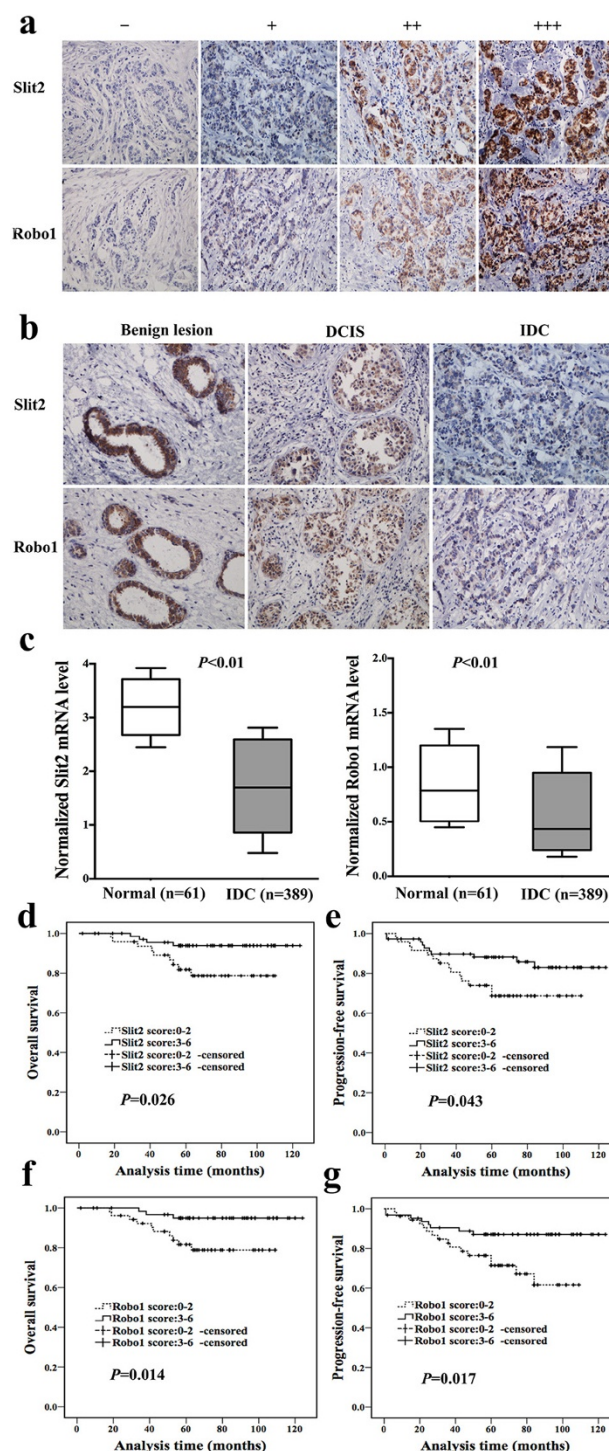 a
− + ++ +++
Slit2
Robo1
b
Benign lesion DCIS IDC
Slit2
Robo1
c
Normalized Slit2 mRNA level
4
3
2
1
0
P<0.01
Normal (n=61) IDC (n=389)
Normalized Robo1 mRNA level
2.0
1.5
1.0
0.5
0.0
P<0.01
Normal (n=61) IDC (n=389)
d
Overall survival
1.0
0.8
0.6
0.4
0.2
0.0
Slit2 score:0-2
Slit2 score:3-6
Slit2 score:0-2 -censored
Slit2 score:3-6 -censored
P=0.026
0 20 40 60 80 100 120
Analysis time (months)
e
Progression-free survival
1.0
0.8
0.6
0.4
0.2
0.0
Slit2 score:0-2
Slit2 score:3-6
Slit2 score:0-2 -censored
Slit2 score:3-6 -censored
P=0.043
0 20 40 60 80 100 120
Analysis time (months)
f
Overall survival
1.0
0.8
0.6
0.4
0.2
0.0
Robo1 score:0-2
Robo1 score:3-6
Robo1 score:0-2 -censored
Robo1 score:3-6 -censored
P=0.014
0 20 40 60 80 100 120
Analysis time (months)
g
Progression-free survival
1.0
0.8
0.6
0.4
0.2
0.0
Robo1 score:0-2
Robo1 score:3-6
Robo1 score:0-2 -censored
Robo1 score:3-6 -censored
P=0.017
0 20 40 60 80 100 120
Analysis time (months)